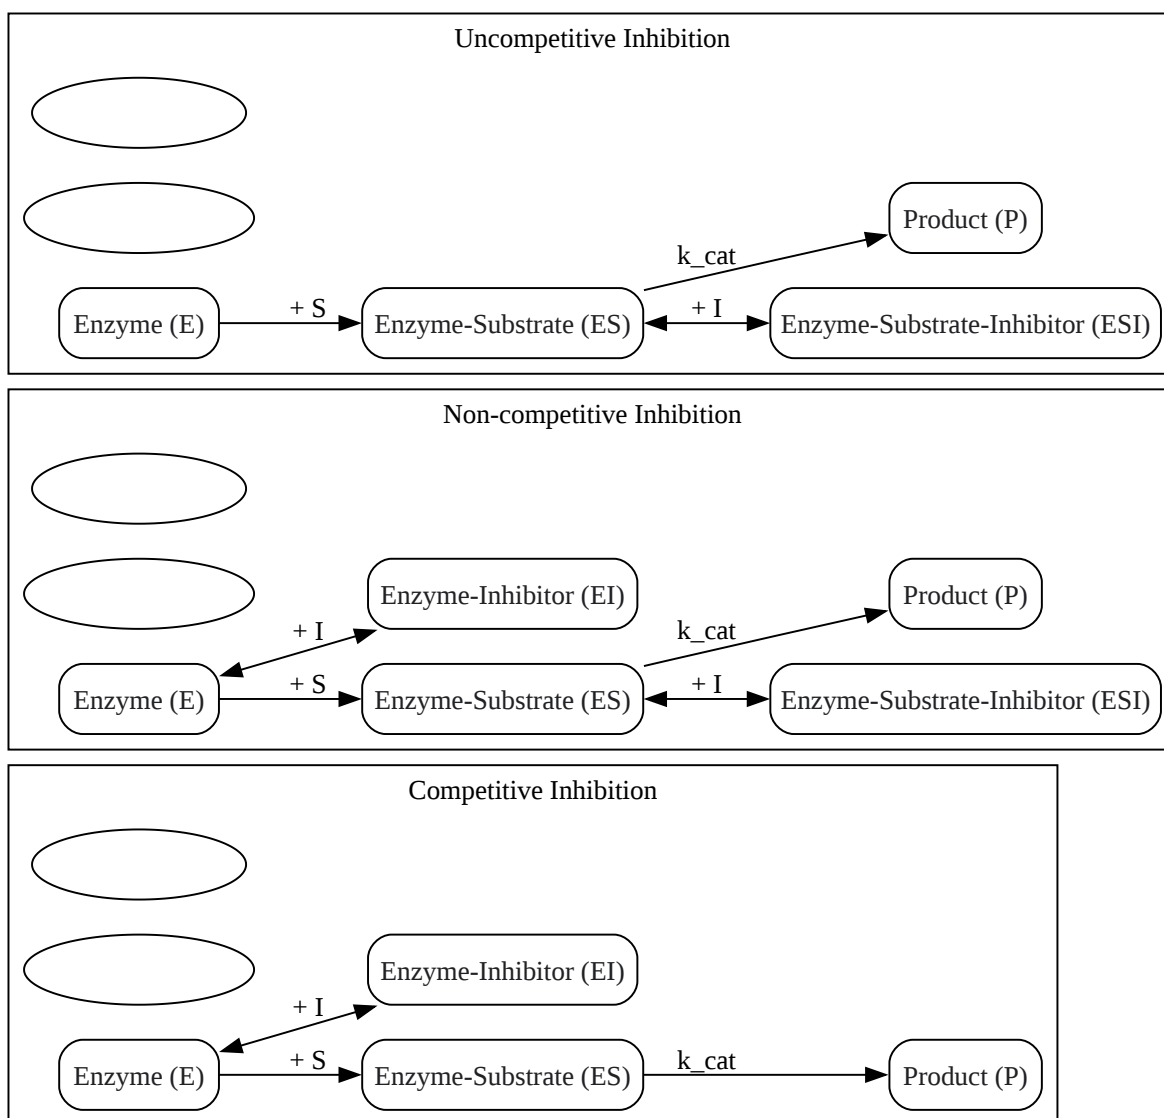 Uncompetitive Inhibition
Product (P)
k_cat
Enzyme (E)
+ S
Enzyme-Substrate (ES)
+ I
Enzyme-Substrate-Inhibitor (ESI)
Non-competitive Inhibition
Enzyme-Inhibitor (EI)
Product (P)
+ I
k_cat
Enzyme (E)
+ S
Enzyme-Substrate (ES)
+ I
Enzyme-Substrate-Inhibitor (ESI)
Competitive Inhibition
Enzyme-Inhibitor (EI)
+ I
Enzyme (E)
+ S
Enzyme-Substrate (ES)
k_cat
Product (P)